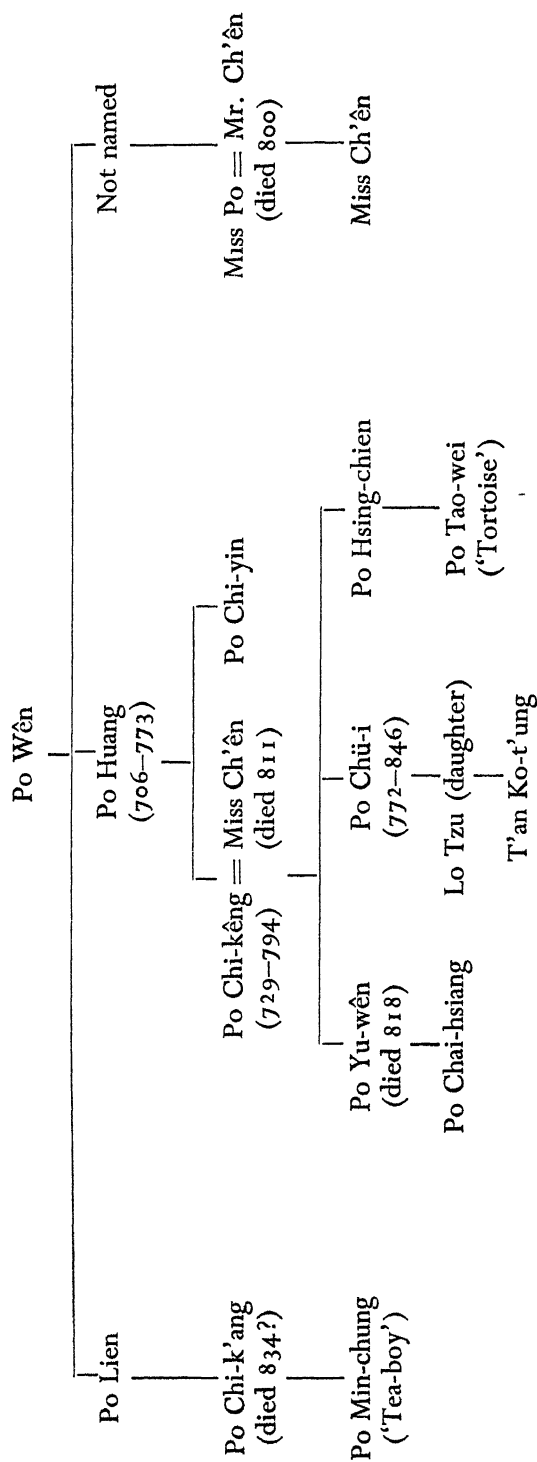 Po Wên
Po Lien
Po Huang
(706–773)
Not named
Po Chi-k’ang
(died 834?)
Po Chi-kêng = Miss Ch’ên
(729–794) (died 811)
Po Chi-yin
Miss Po = Mr. Ch’ên
(died 800)
Po Min-chung
(‘Tea-boy’)
Po Yu-wên
(died 818)
Po Chü-i
(772–846)
Po Hsing-chien
Miss Ch’ên
Po Chai-hsiang
Lo Tzu (daughter)
Po Tao-wei
(‘Tortoise’)
T’an Ko-t’ung